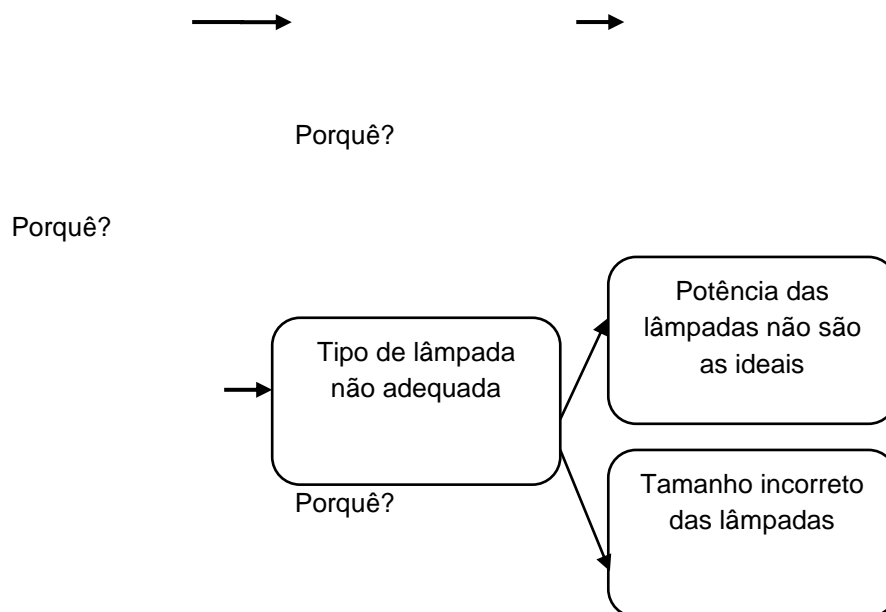 Porquê?
Porquê?
Potência das
lâmpadas não são
as ideais
Tipo de lâmpada
não adequada
Tamanho incorreto
das lâmpadas
Porquê?